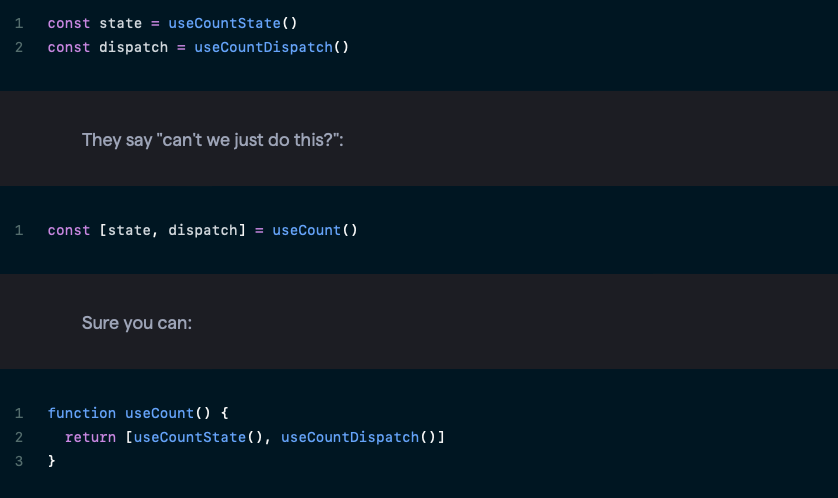 1 const state = useCountState()
2 const dispatch = useCountDispatch()
They say "can't we just do this?":
1 const [state, dispatch] = useCount()
Sure you can:
1 function useCount() {
2   return [useCountState(), useCountDispatch()]
3 }